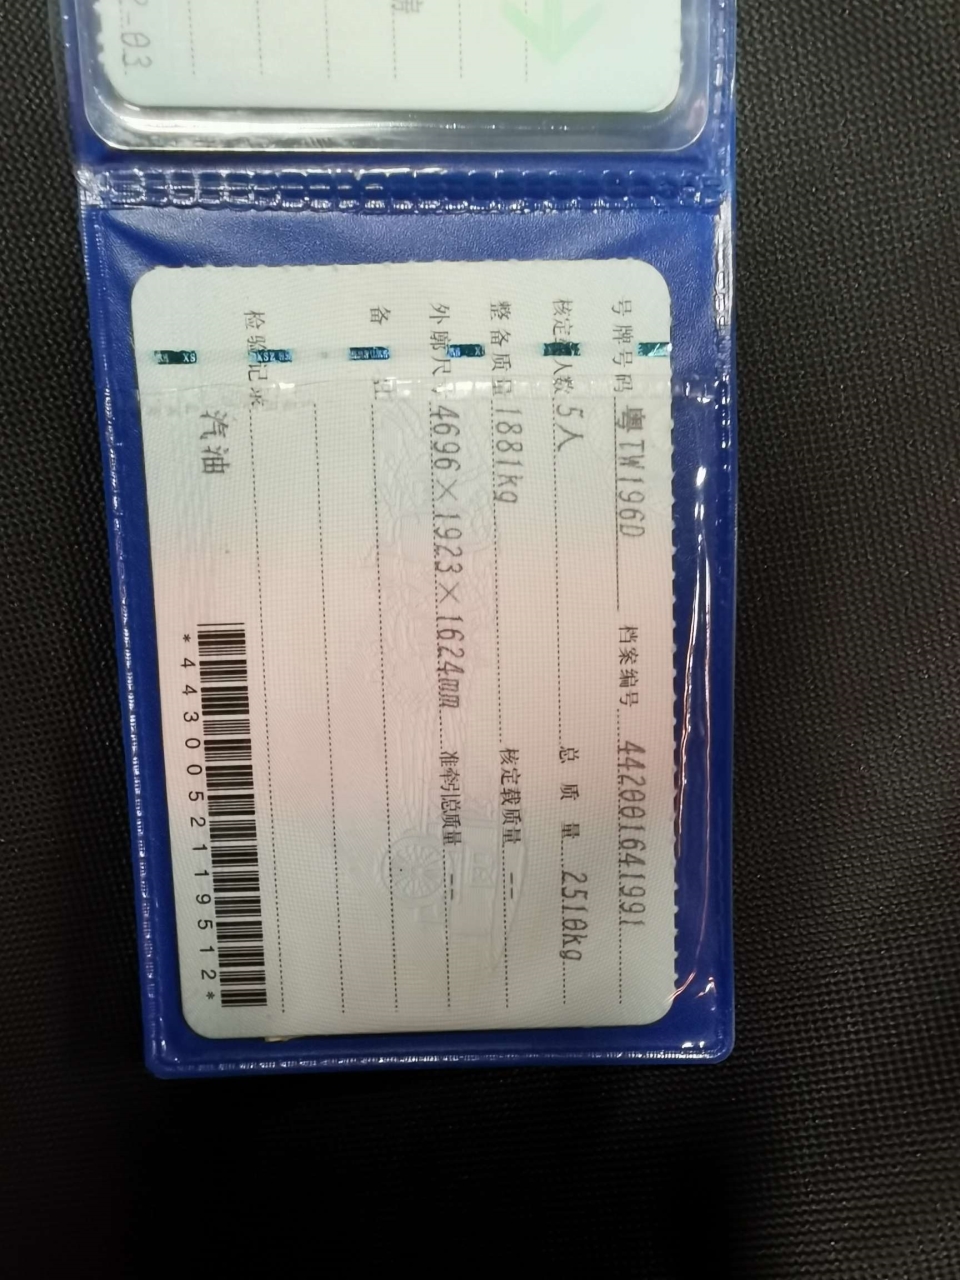 号牌号码 粤TW196D 档案编号 442001641991
核定载人数 5人 总质量 2510kg
整备质量 1881kg 核定载质量 --
外廓尺寸 4696×1923×1624mm 准牵引总质量 --
备注
检验记录
汽油
*4430052119512*